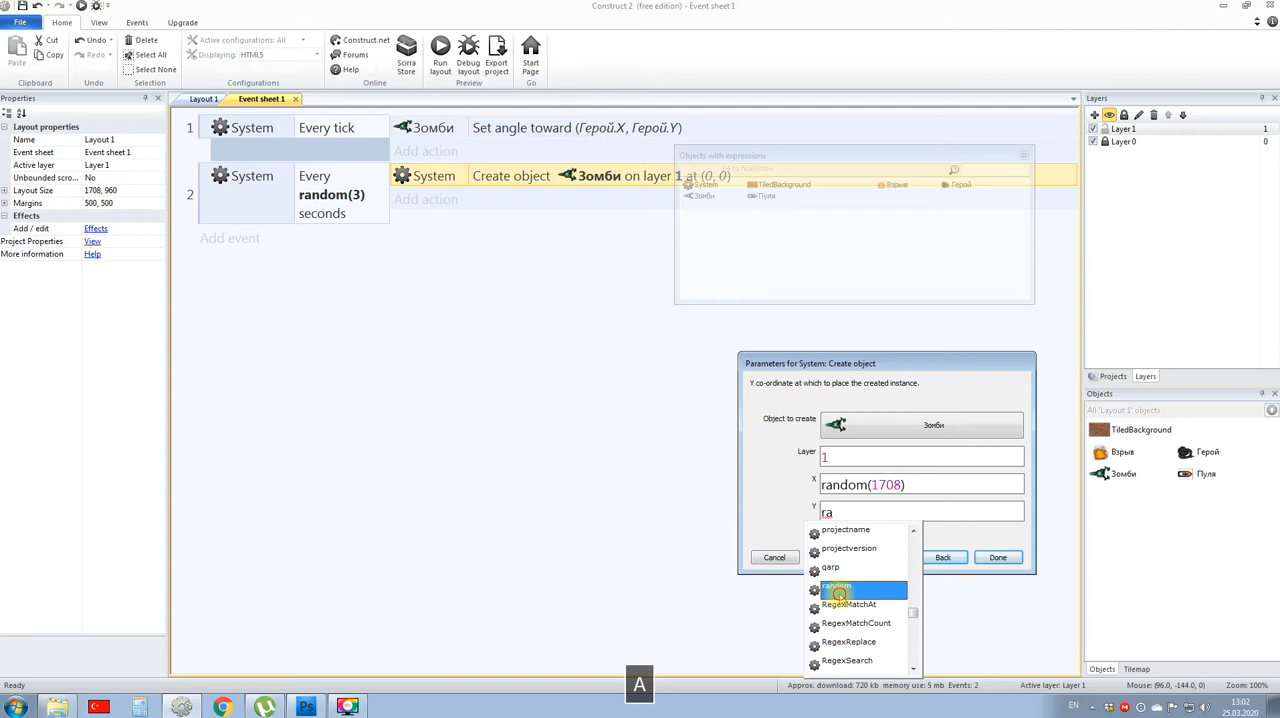 Construct 2 (free edition) - Event sheet 1
File Home View Events Upgrade
Paste Cut Copy
Undo Redo
Delete Select All Select None
Active configurations: All
Displaying: HTML5
Construct.net Forums Help
Scirra Store
Run layout Debug layout Export project
Start Page
Clipboard Undo Selection Configurations Online Preview Go
Properties
Layout properties
Name Layout 1
Event sheet Event sheet 1
Active layer Layer 1
Unbounded scro... No
Layout Size 1708, 960
Margins 500, 500
Effects
Add / edit Effects
Project Properties View
More information Help
Layout 1 Event sheet 1
1 System Every tick Зомби Set angle toward (Герой.X, Герой.Y)
Add action
2 System Every random(3) seconds System Create object Зомби on layer 1 at (0, 0)
Add action
Add event
Objects with expressions
System TiledBackground Взрыв Герой
Зомби Пуля
Parameters for System: Create object
Y co-ordinate at which to place the created instance.
Object to create Зомби
Layer 1
X random(1708)
Y ra
projectname
projectversion
qarp
random
RegexMatchAt
RegexMatchCount
RegexReplace
RegexSearch
Cancel Back Done
Layers
Layer 1 1
Layer 0 0
Projects Layers
Objects
All 'Layout 1' objects
TiledBackground
Взрыв Герой
Зомби Пуля
Objects Tilemap
A
Ready Approx. download: 720 kb memory use: 5 mb Events: 2 Active layer: Layer 1 Mouse: (96.0, -144.0, 0) Zoom: 100%
Ps
EN 13:02
25.03.2020